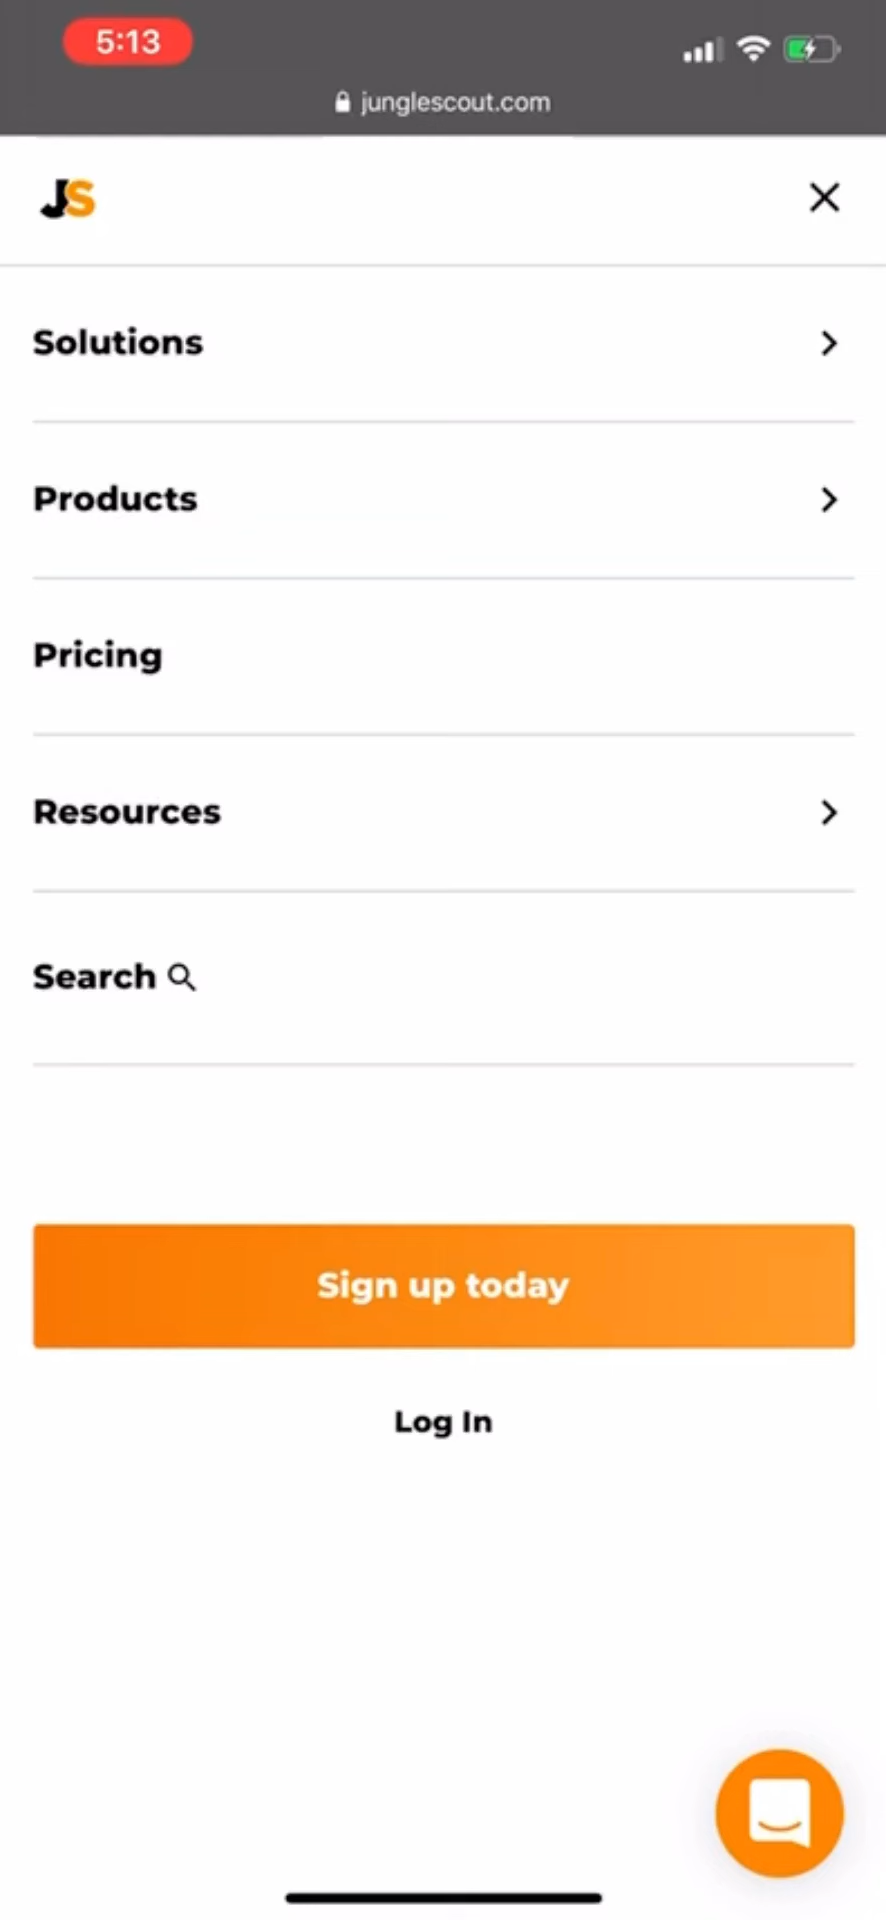 5:13
junglescout.com
JS
Solutions
Products
Pricing
Resources
Search
Sign up today
Log In